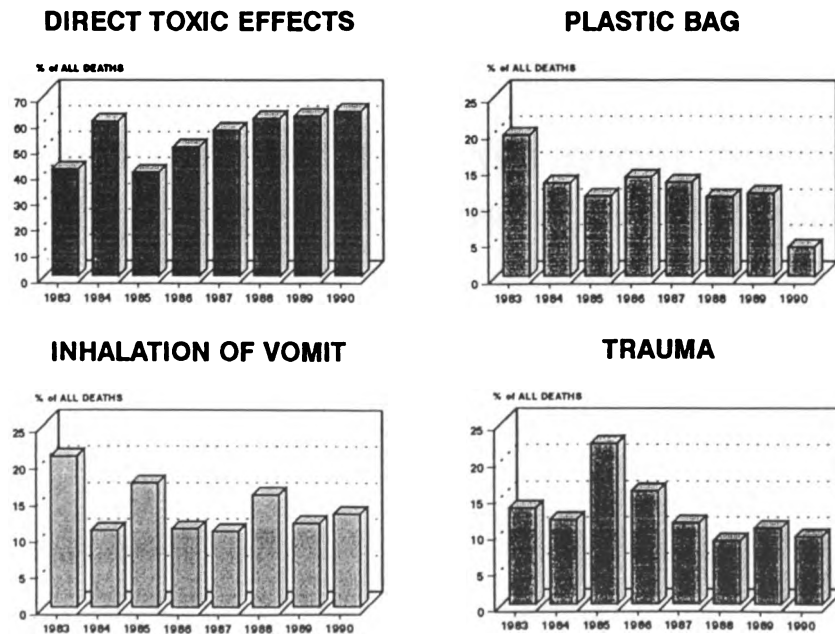 DIRECT TOXIC EFFECTS
% of ALL DEATHS
70
60
50
40
30
20
10
0
1983 1984 1985 1986 1987 1988 1989 1990
PLASTIC BAG
% of ALL DEATHS
25
20
15
10
5
0
1983 1984 1985 1986 1987 1988 1989 1990
INHALATION OF VOMIT
% of ALL DEATHS
25
20
15
10
5
0
1983 1984 1985 1986 1987 1988 1989 1990
TRAUMA
% of ALL DEATHS
25
20
15
10
5
0
1983 1984 1985 1986 1987 1988 1989 1990